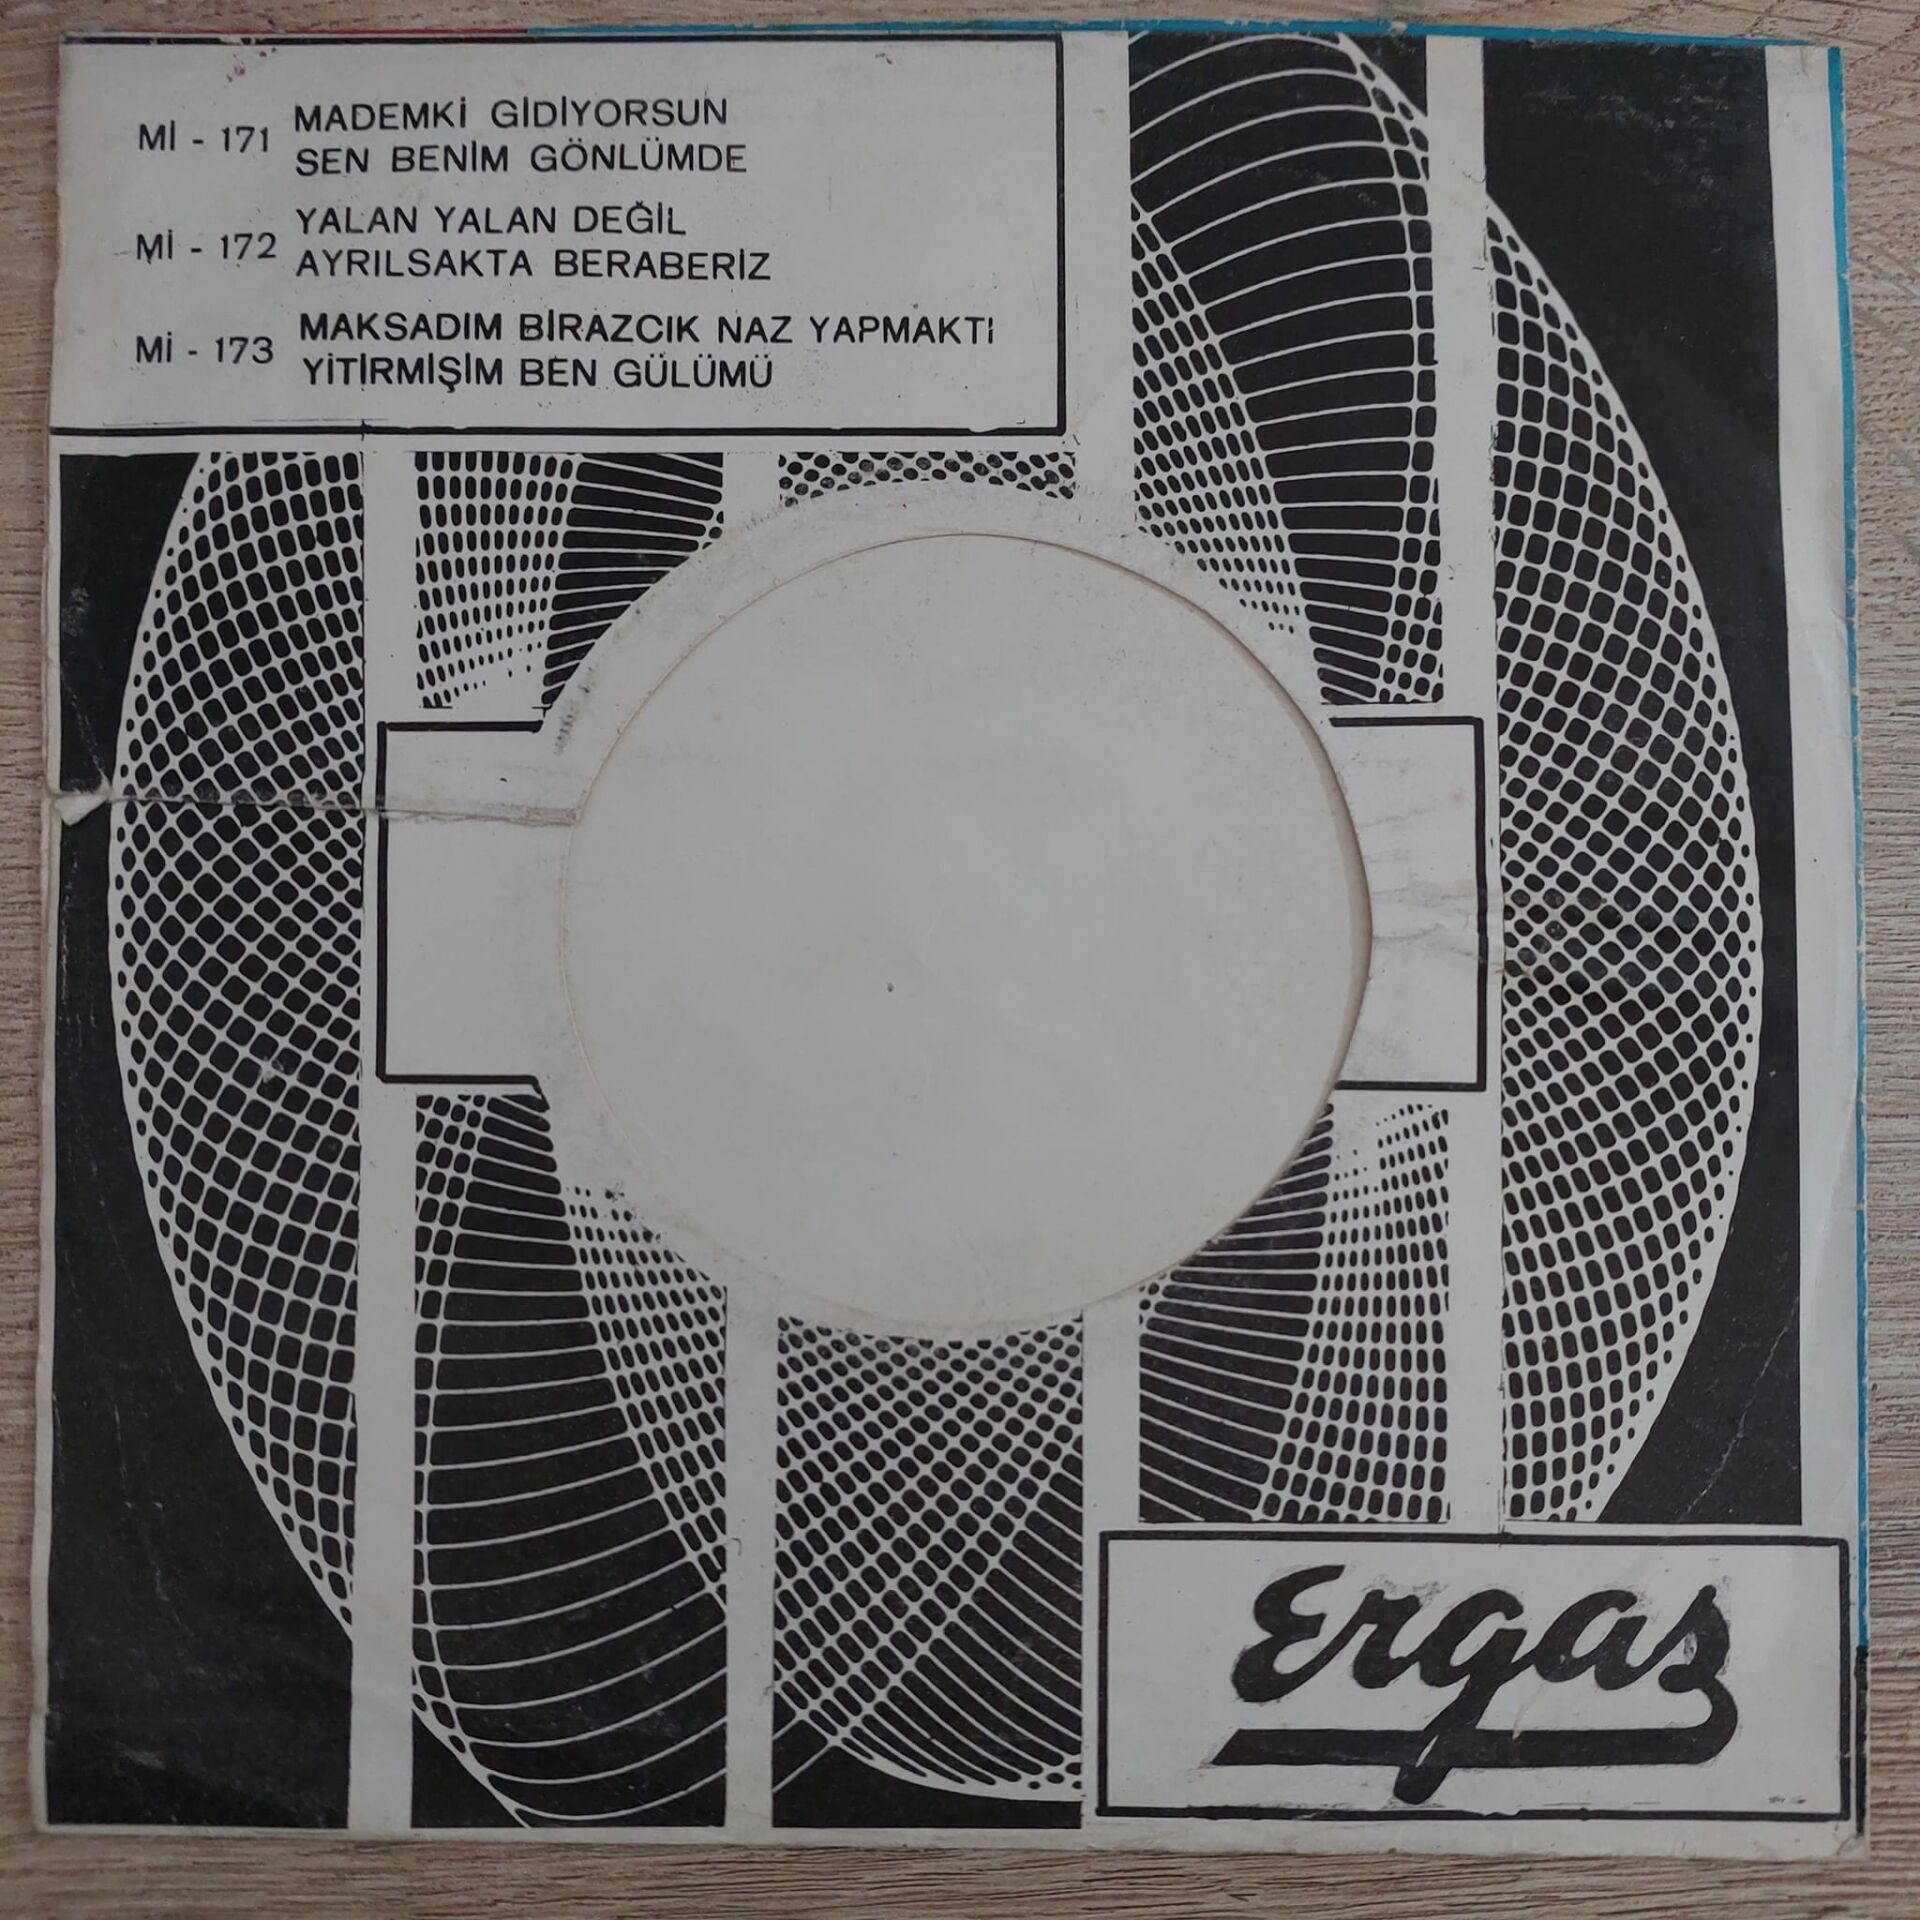 Mİ - 171 MADEMKİ GİDİYORSUN
SEN BENİM GÖNLÜMDE
Mİ - 172 YALAN YALAN DEĞİL
AYRILSAKTA BERABERİZ
Mİ - 173 MAKSADIM BİRAZCIK NAZ YAPMAKTI
YİTİRMİŞİM BEN GÜLÜMÜ
Ergas